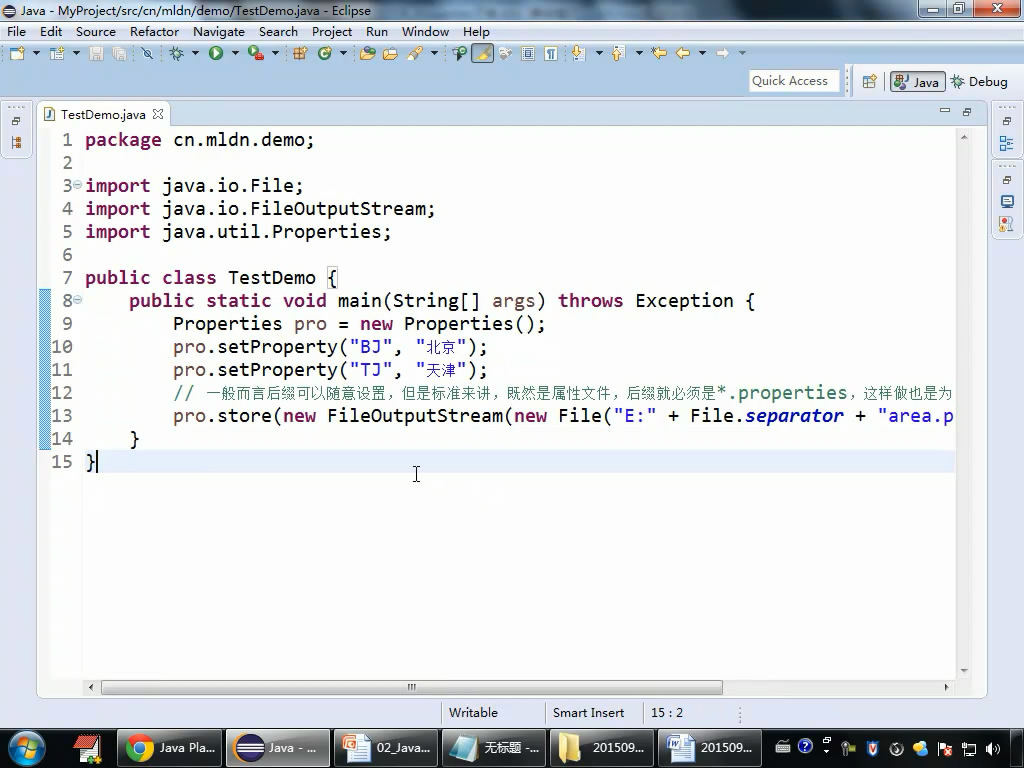 Java - MyProject/src/cn/mldn/demo/TestDemo.java - Eclipse
File Edit Source Refactor Navigate Search Project Run Window Help
Quick Access Java Debug
TestDemo.java
1 package cn.mldn.demo;
2
3 import java.io.File;
4 import java.io.FileOutputStream;
5 import java.util.Properties;
6
7 public class TestDemo {
8 public static void main(String[] args) throws Exception {
9 Properties pro = new Properties();
10 pro.setProperty("BJ", "北京");
11 pro.setProperty("TJ", "天津");
12 // 一般而言后缀可以随意设置，但是标准来讲，既然是属性文件，后缀就必须是*.properties，这样做也是为
13 pro.store(new FileOutputStream(new File("E:" + File.separator + "area.p
14 }
15 }
Writable Smart Insert 15 : 2
Java Pla... Java - ... 02_Java... 无标题 -... 201509... 201509...